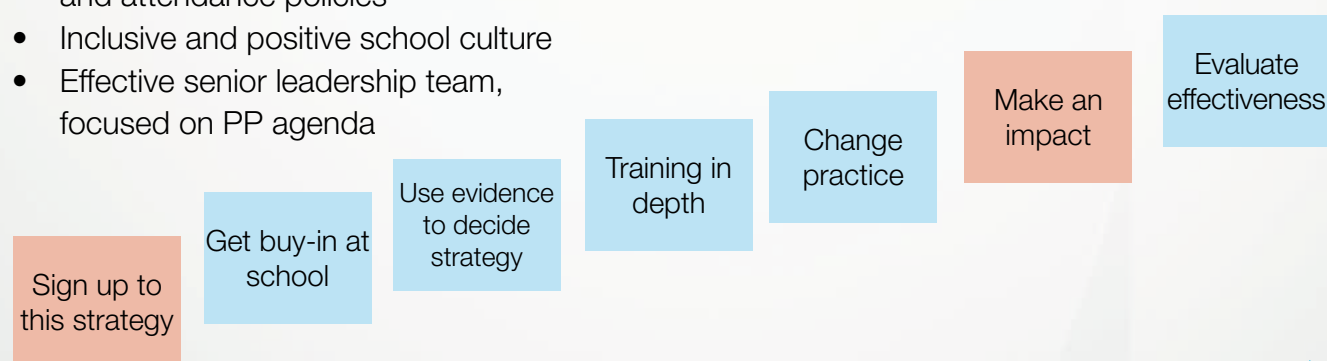 and attendance policies
• Inclusive and positive school culture
• Effective senior leadership team,
focused on PP agenda
Sign up to
this strategy
Get buy-in at
school
Use evidence
to decide
strategy
Training in
depth
Change
practice
Make an
impact
Evaluate
effectiveness